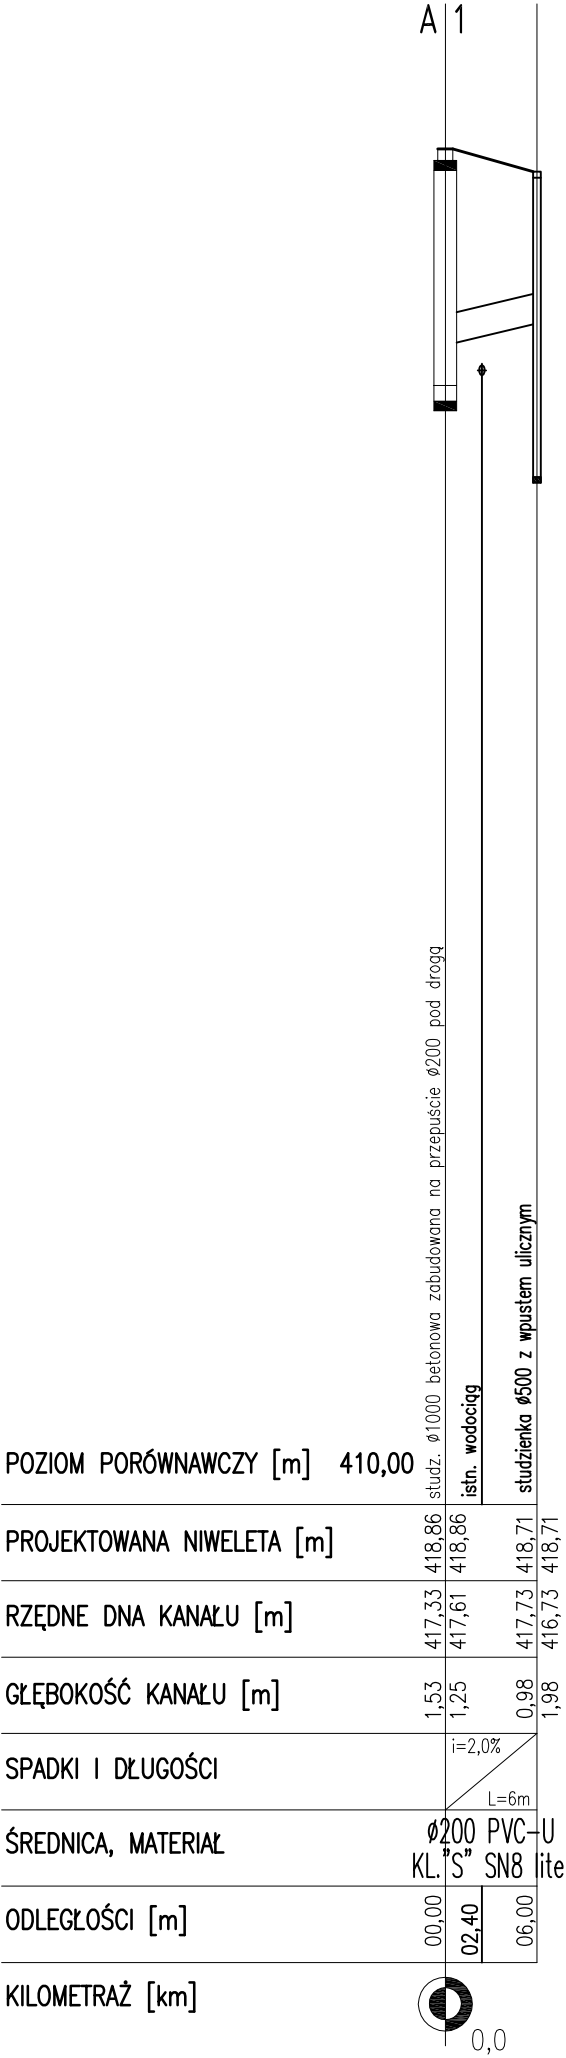 A 1
studz. ø1000 betonowa zabudowana na przepuście ø200 pod drogą
istn. wodociąg
studzienka ø500 z wpustem ulicznym
POZIOM PORÓWNAWCZY [m] 410,00
PROJEKTOWANA NIWELETA [m] 418,86 418,86 418,71 418,71
RZĘDNE DNA KANAŁU [m] 417,33 417,61 417,73 416,73
GŁĘBOKOŚĆ KANAŁU [m] 1,53 1,25 0,98 1,98
SPADKI I DŁUGOŚCI
i=2,0%
L=6m
ŚREDNICA, MATERIAŁ
ø200 PVC-U
KL."S" SN8 lite
ODLEGŁOŚCI [m] 00,00 02,40 06,00
KILOMETRAŻ [km]
0,0